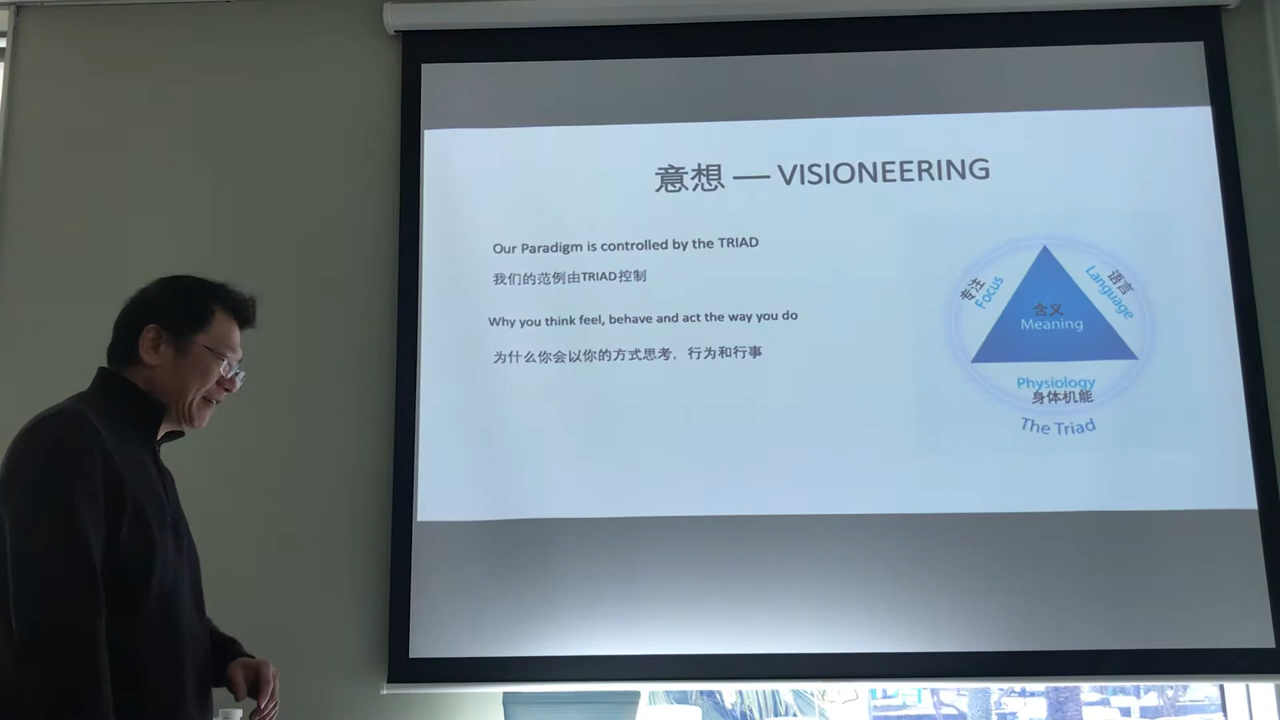 意想 — VISIONEERING
Our Paradigm is controlled by the TRIAD
我们的范例由TRIAD控制
Why you think feel, behave and act the way you do
为什么你会以你的方式思考，行为和行事
专注
Focus
语言
Language
含义
Meaning
Physiology
身体机能
The Triad